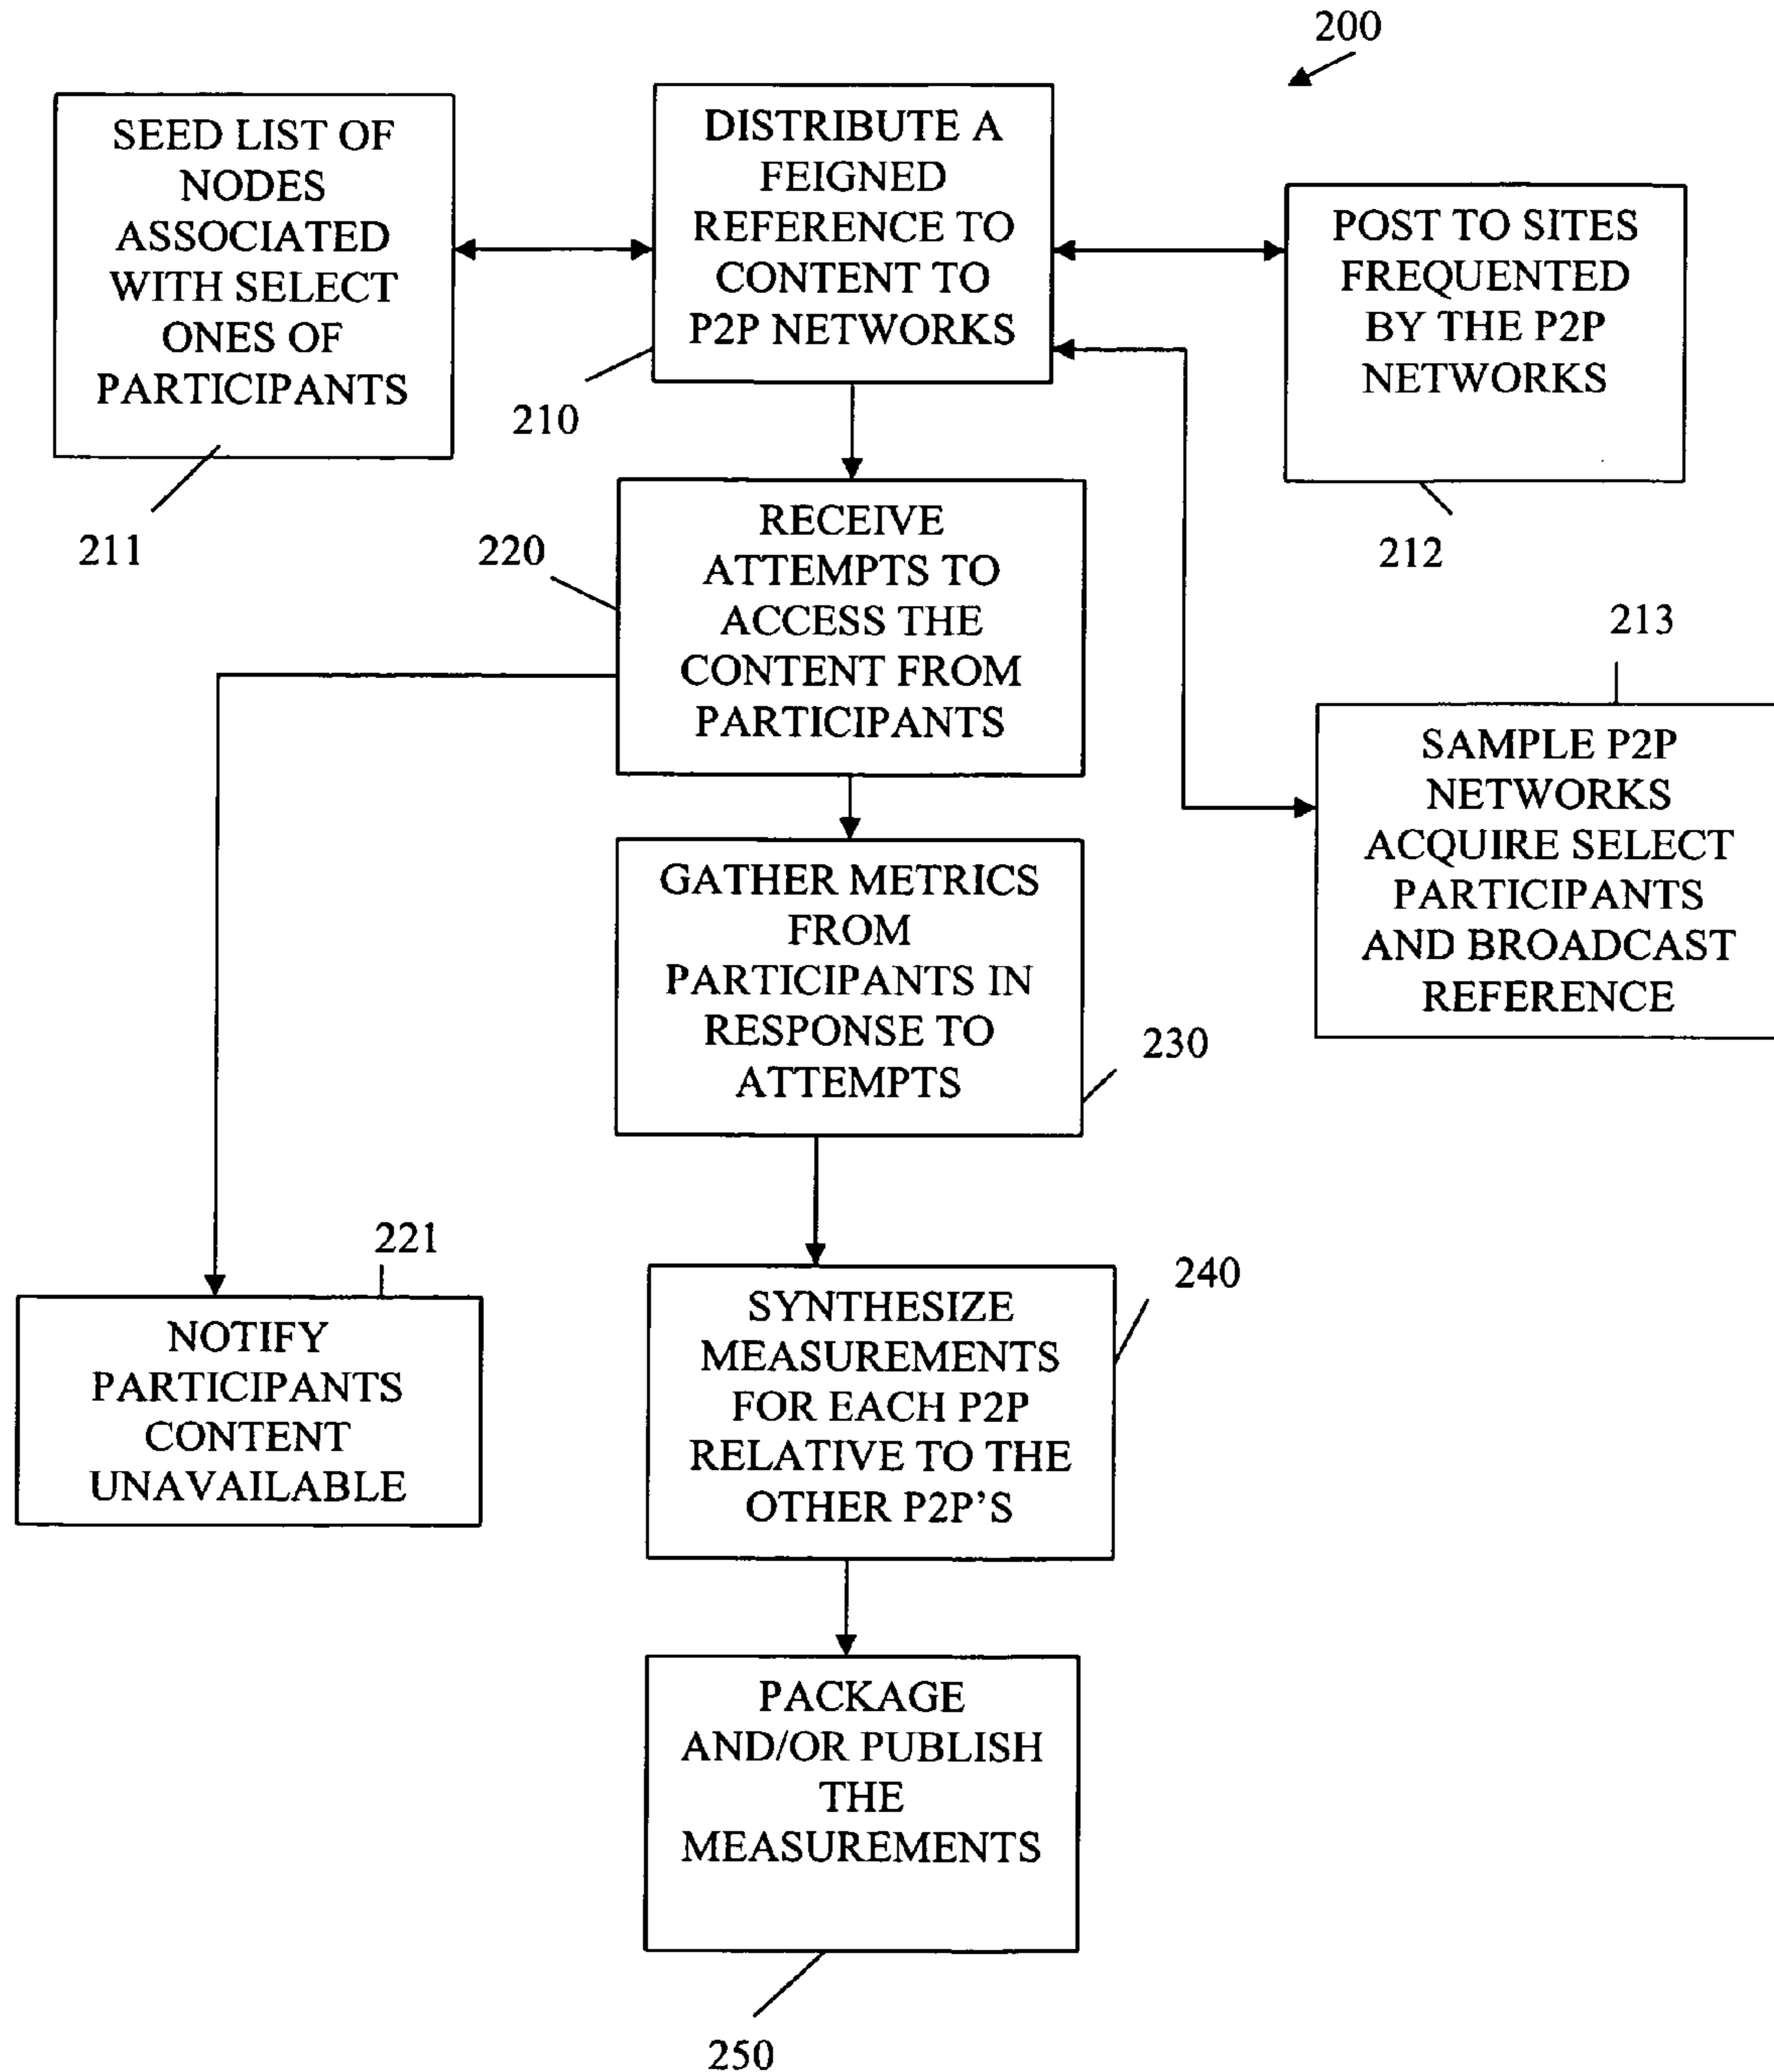 200
SEED LIST OF
NODES
ASSOCIATED
WITH SELECT
ONES OF
PARTICIPANTS
211
DISTRIBUTE A
FEIGNED
REFERENCE TO
CONTENT TO
P2P NETWORKS
210
POST TO SITES
FREQUENTED
BY THE P2P
NETWORKS
212
RECEIVE
ATTEMPTS TO
ACCESS THE
CONTENT FROM
PARTICIPANTS
220
213
SAMPLE P2P
NETWORKS
ACQUIRE SELECT
PARTICIPANTS
AND BROADCAST
REFERENCE
GATHER METRICS
FROM
PARTICIPANTS IN
RESPONSE TO
ATTEMPTS
230
221
NOTIFY
PARTICIPANTS
CONTENT
UNAVAILABLE
240
SYNTHESIZE
MEASUREMENTS
FOR EACH P2P
RELATIVE TO THE
OTHER P2P'S
PACKAGE
AND/OR PUBLISH
THE
MEASUREMENTS
250